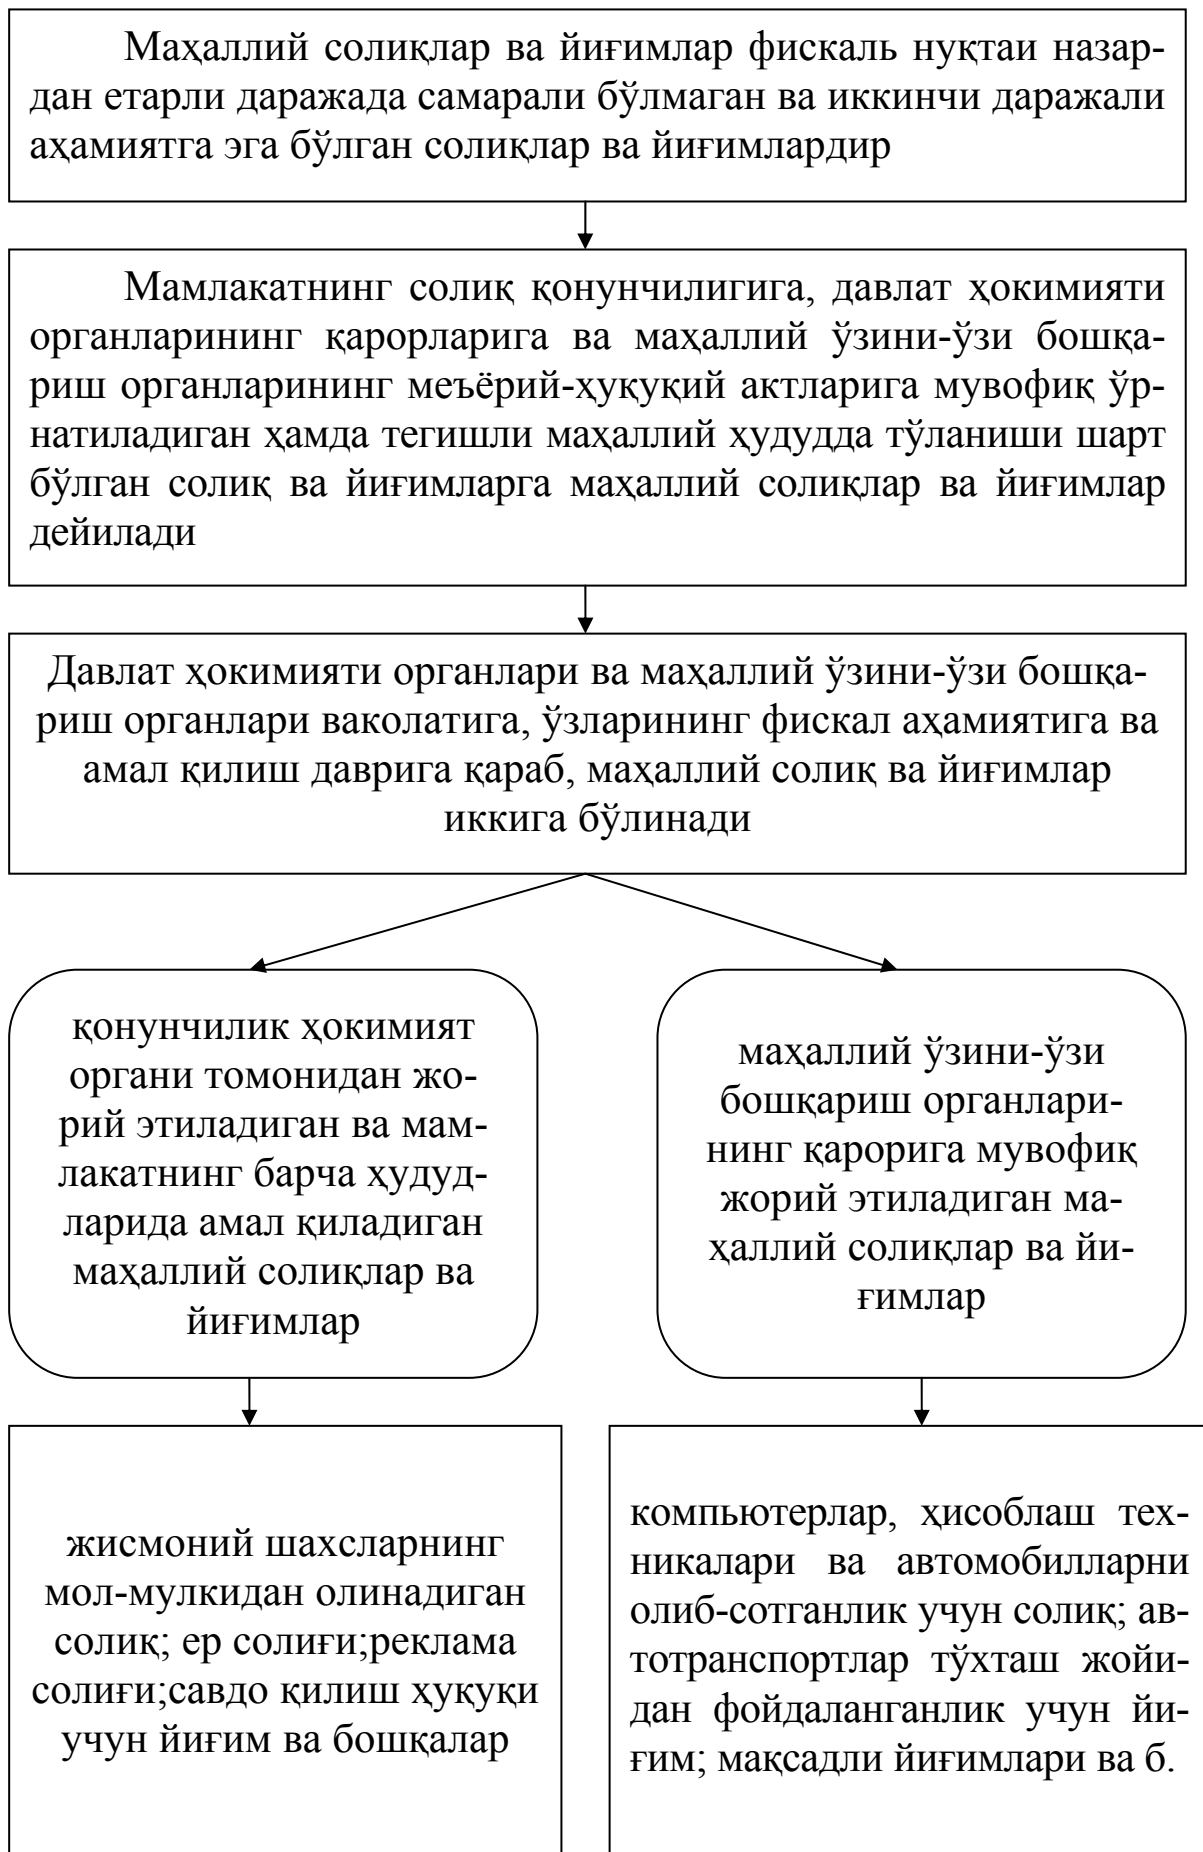 Маҳаллий солиқлар ва йиғимлар фискаль нуқтаи назар-
дан етарли даражада самарали бўлмаган ва иккинчи даражали
аҳамиятга эга бўлган солиқлар ва йиғимлардир
Мамлакатнинг солиқ қонунчилигига, давлат ҳокимияти
органларининг қарорларига ва маҳаллий ўзини-ўзи бошқа-
риш органларининг меъёрий-ҳуқуқий актларига мувофиқ ўр-
натиладиган ҳамда тегишли маҳаллий ҳудудда тўланиши шарт
бўлган солиқ ва йиғимларга маҳаллий солиқлар ва йиғимлар
дейилади
Давлат ҳокимияти органлари ва маҳаллий ўзини-ўзи бошқа-
риш органлари ваколатига, ўзларининг фискал аҳамиятига ва
амал қилиш даврига қараб, маҳаллий солиқ ва йиғимлар
иккига бўлинади
қонунчилик ҳокимият
органи томонидан жо-
рий этиладиган ва мам-
лакатнинг барча ҳудуд-
ларида амал қиладиган
маҳаллий солиқлар ва
йиғимлар
маҳаллий ўзини-ўзи
бошқариш органлари-
нинг қарорига мувофиқ
жорий этиладиган ма-
ҳаллий солиқлар ва йи-
ғимлар
жисмоний шахсларнинг
мол-мулкидан олинадиган
солиқ; ер солиғи;реклама
солиғи;савдо қилиш ҳуқуқи
учун йиғим ва бошқалар
компьютерлар, ҳисоблаш тех-
никалари ва автомобилларни
олиб-сотганлик учун солиқ; ав-
тотранспортлар тўхташ жойи-
дан фойдаланганлик учун йи-
ғим; мақсадли йиғимлари ва б.